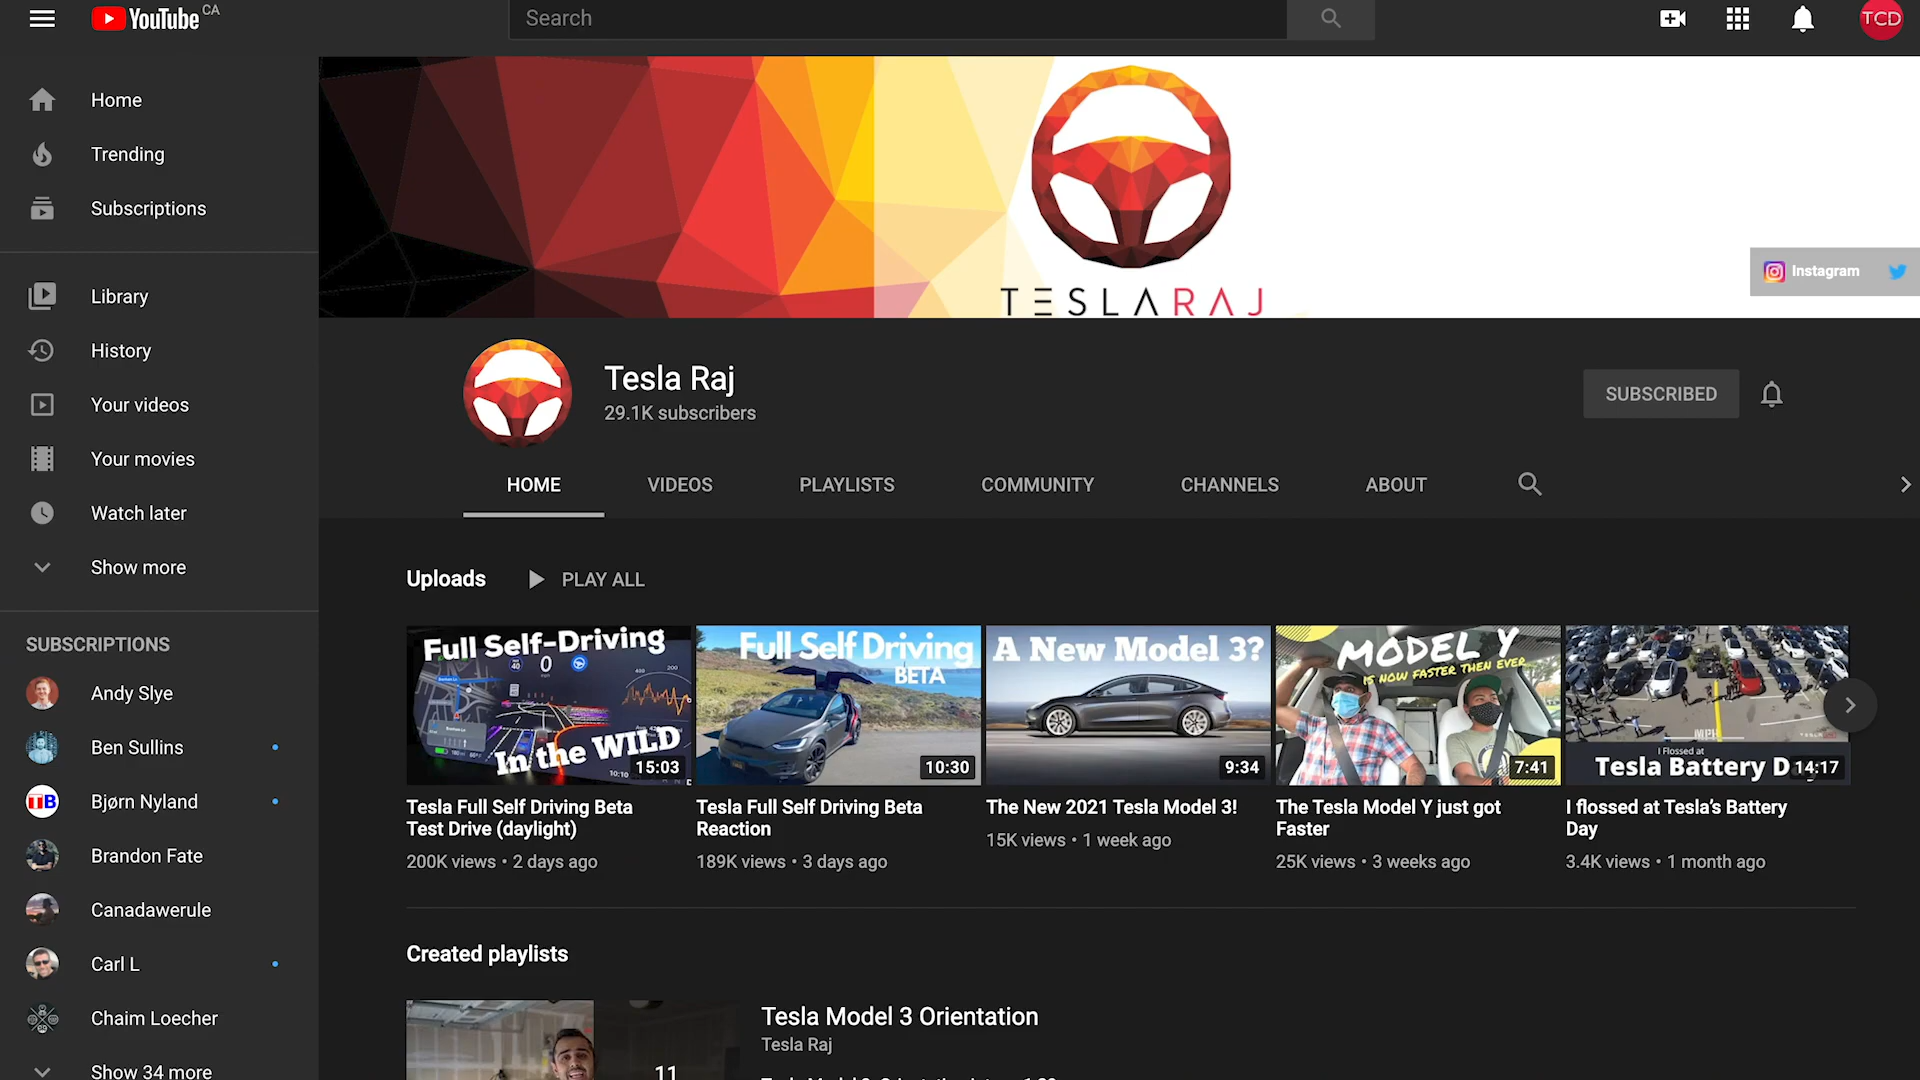 YouTube CA
Search
TCD
Home
Trending
Subscriptions
Library
History
Your videos
Your movies
Watch later
Show more
SUBSCRIPTIONS
Andy Slye
Ben Sullins
Bjørn Nyland
Brandon Fate
Canadawerule
Carl L
Chaim Loecher
Show 34 more
TESLARAJ
Instagram
Tesla Raj
29.1K subscribers
SUBSCRIBED
HOME
VIDEOS
PLAYLISTS
COMMUNITY
CHANNELS
ABOUT
Uploads
PLAY ALL
Full Self-Driving
In the WILD
15:03
Tesla Full Self Driving Beta
Test Drive (daylight)
200K views • 2 days ago
Full Self Driving
BETA
10:30
Tesla Full Self Driving Beta
Reaction
189K views • 3 days ago
A New Model 3?
9:34
The New 2021 Tesla Model 3!
15K views • 1 week ago
MODEL Y
IS NOW FASTER THEN EVER
7:41
The Tesla Model Y just got
Faster
25K views • 3 weeks ago
MPH
I Flossed at
Tesla Battery D
14:17
I flossed at Tesla’s Battery
Day
3.4K views • 1 month ago
Created playlists
11
Tesla Model 3 Orientation
Tesla Raj